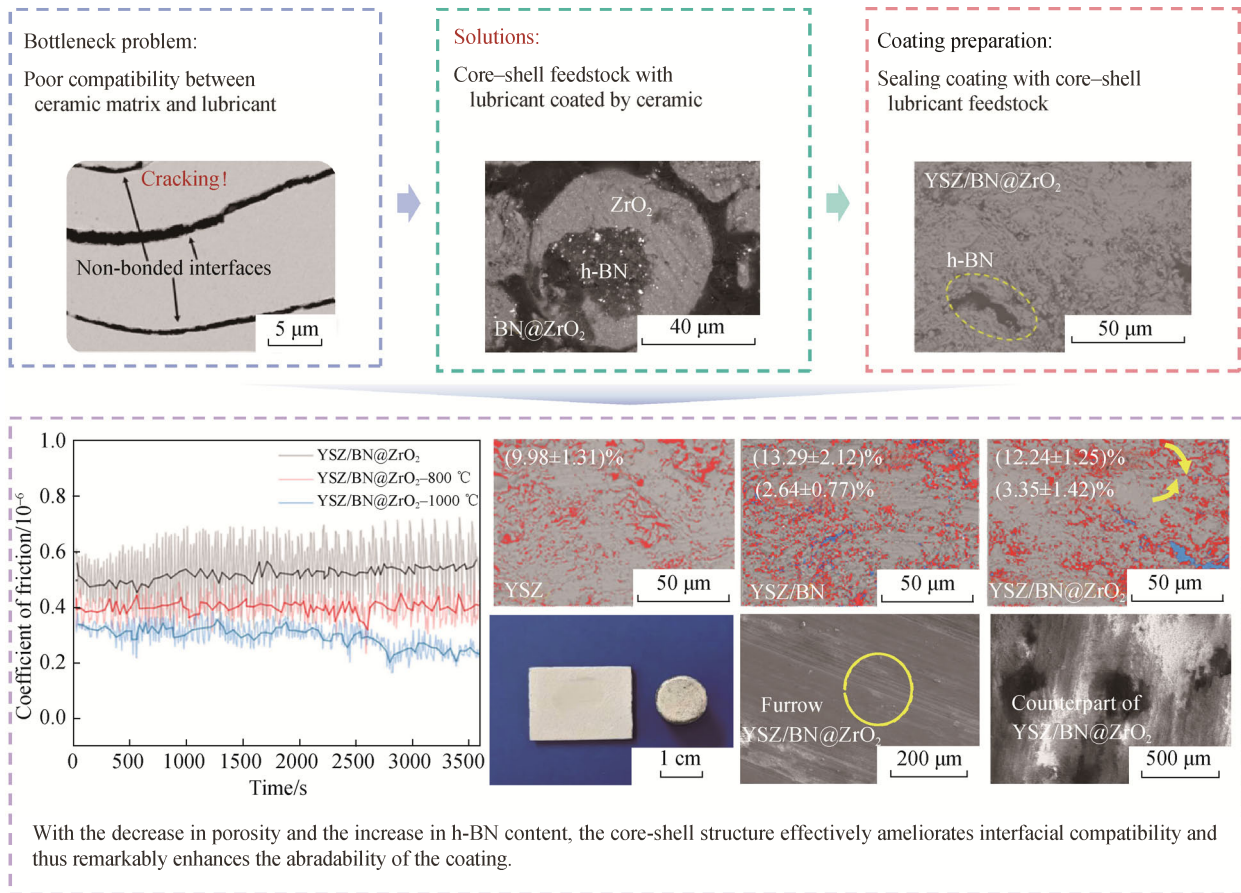 Bottleneck problem:
Poor compatibility between
ceramic matrix and lubricant
Cracking!
Non-bonded interfaces
5 μm
Solutions:
Core–shell feedstock with
lubricant coated by ceramic
ZrO₂
h-BN
BN@ZrO₂
40 μm
Coating preparation:
Sealing coating with core–shell
lubricant feedstock
YSZ/BN@ZrO₂
h-BN
50 μm
Coefficient of friction/10⁻⁶
1.0
0.8
0.6
0.4
0.2
0.0
YSZ/BN@ZrO₂
YSZ/BN@ZrO₂–800 ℃
YSZ/BN@ZrO₂–1000 ℃
0 500 1000 1500 2000 2500 3000 3500
Time/s
(9.98±1.31)%
50 μm
YSZ
(13.29±2.12)%
(2.64±0.77)%
50 μm
YSZ/BN
(12.24±1.25)%
(3.35±1.42)%
50 μm
YSZ/BN@ZrO₂
1 cm
Furrow
YSZ/BN@ZrO₂
200 μm
Counterpart of
YSZ/BN@ZrO₂
500 μm
With the decrease in porosity and the increase in h-BN content, the core-shell structure effectively ameliorates interfacial compatibility and
thus remarkably enhances the abradability of the coating.